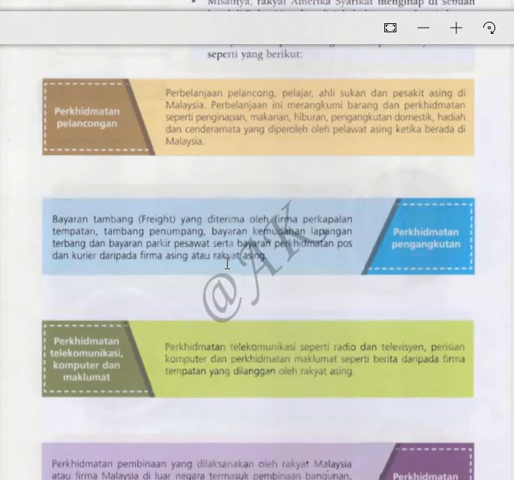 Misalnya, rakyat Amerika Syarikat menginap di sebuah
seperti yang berikut:
Perkhidmatan
pelancongan
Perbelanjaan pelancong, pelajar, ahli sukan dan pesakit asing di
Malaysia. Perbelanjaan ini merangkumi barang dan perkhidmatan
seperti penginapan, makanan, hiburan, pengangkutan domestik, hadiah
dan cenderamata yang diperoleh oleh pelawat asing ketika berada di
Malaysia.
Bayaran tambang (Freight) yang diterima oleh firma perkapalan
tempatan, tambang penumpang, bayaran kemudahan lapangan
terbang dan bayaran parkir pesawat serta bayaran perkhidmatan pos
dan kurier daripada firma asing atau rakyat asing.
Perkhidmatan
pengangkutan
@AK
Perkhidmatan
telekomunikasi,
komputer dan
maklumat
Perkhidmatan telekomunikasi seperti radio dan televisyen, perisian
komputer dan perkhidmatan maklumat seperti berita daripada firma
tempatan yang dilanggan oleh rakyat asing.
Perkhidmatan pembinaan yang dilaksanakan oleh rakyat Malaysia
atau firma Malaysia di luar negara termasuk pembinaan bangunan,
Perkhidmatan